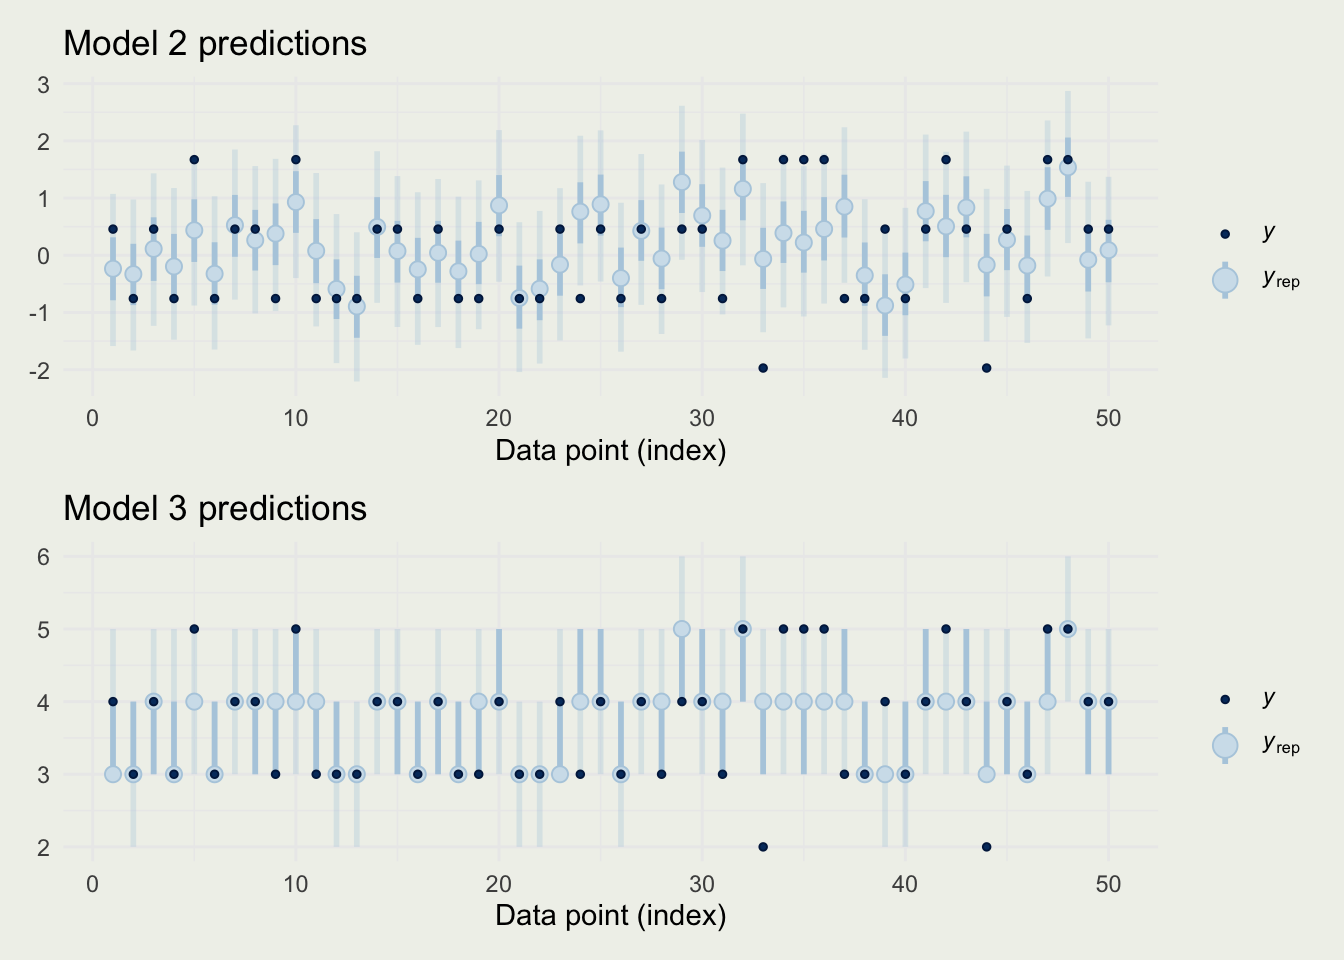 Model 2 predictions
3
2
1
0
-1
-2
0 10 20 30 40 50
Data point (index)
y
yrep
Model 3 predictions
6
5
4
3
2
0 10 20 30 40 50
Data point (index)
y
yrep